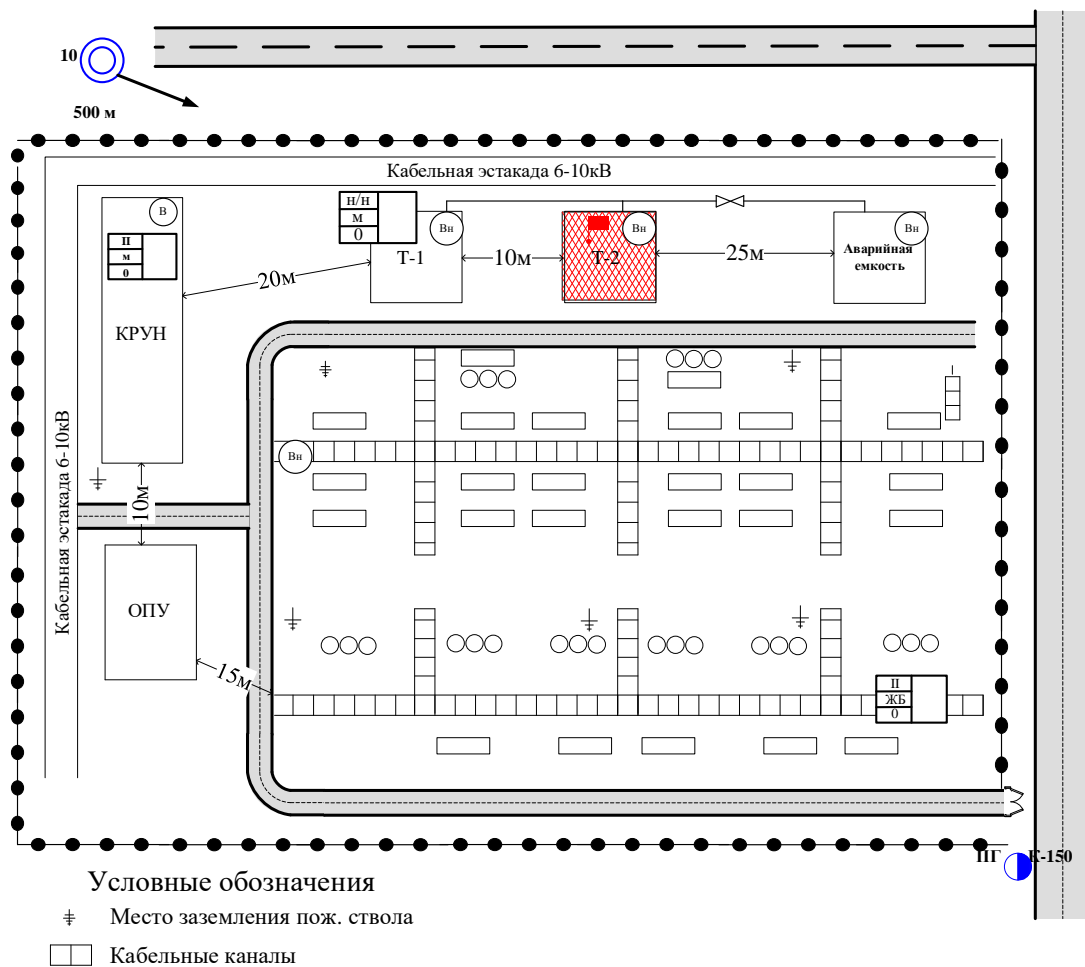 10
500 м
Кабельная эстакада 6-10кВ
В
П
м
0
КРУН
20м
н/н
м
0
Вн
Т-1
10м
Вн
Т-2
25м
Вн
Аварийная
емкость
Кабельная эстакада 6-10кВ
10м
Вн
ОПУ
15м
II
ЖБ
0
ПГ К-150
Условные обозначения
Место заземления пож. ствола
Кабельные каналы